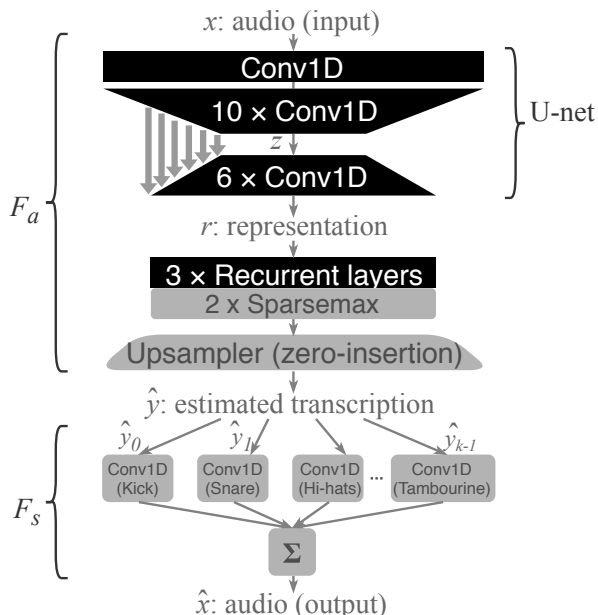 x: audio (input)
Conv1D
10 × Conv1D
U-net
z
6 × Conv1D
F_a
r: representation
3 × Recurrent layers
2 x Sparsemax
Upsampler (zero-insertion)
ŷ: estimated transcription
ŷ_0 ŷ_1 ŷ_{k-1}
Conv1D (Kick)
Conv1D (Snare)
Conv1D (Hi-hats)
...
Conv1D (Tambourine)
F_s
Σ
x̂: audio (output)